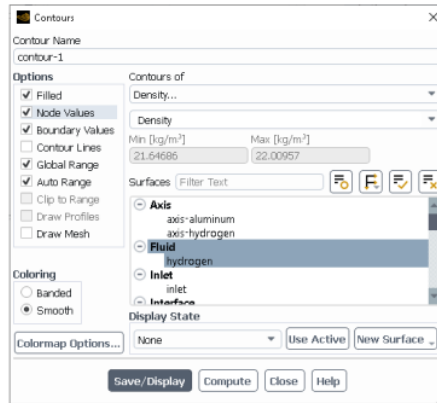 Contours
Contour Name
contour-1
Options
Filled
Node Values
Boundary Values
Contour Lines
Global Range
Auto Range
Clip to Range
Draw Profiles
Draw Mesh
Coloring
Banded
Smooth
Colormap Options...
Contours of
Density...
Density
Min [kg/m³] Max [kg/m³]
21.64686 22.00957
Surfaces Filter Text
Axis
axis-aluminum
axis-hydrogen
Fluid
hydrogen
Inlet
inlet
Interface
Display State
None Use Active New Surface
Save/Display Compute Close Help